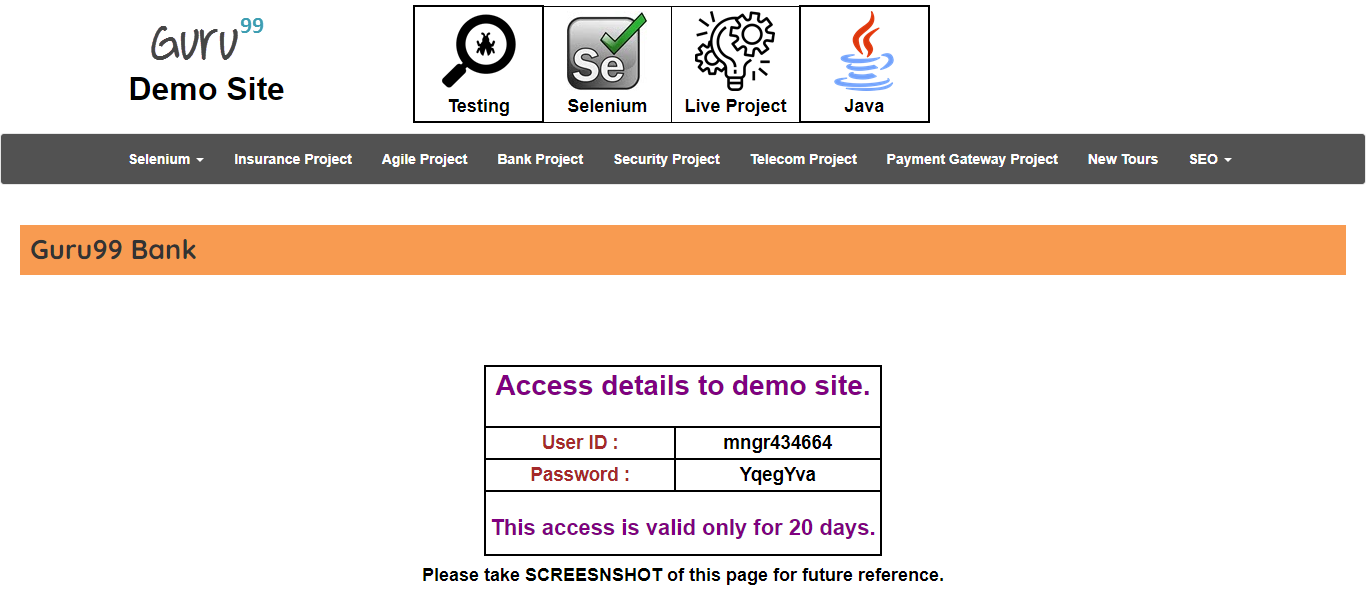 Guru99
Demo Site
Testing
Se
Selenium
Live Project
Java
Selenium Insurance Project Agile Project Bank Project Security Project Telecom Project Payment Gateway Project New Tours SEO
Guru99 Bank
Access details to demo site.
User ID : mngr434664
Password : YqegYva
This access is valid only for 20 days.
Please take SCREESNSHOT of this page for future reference.